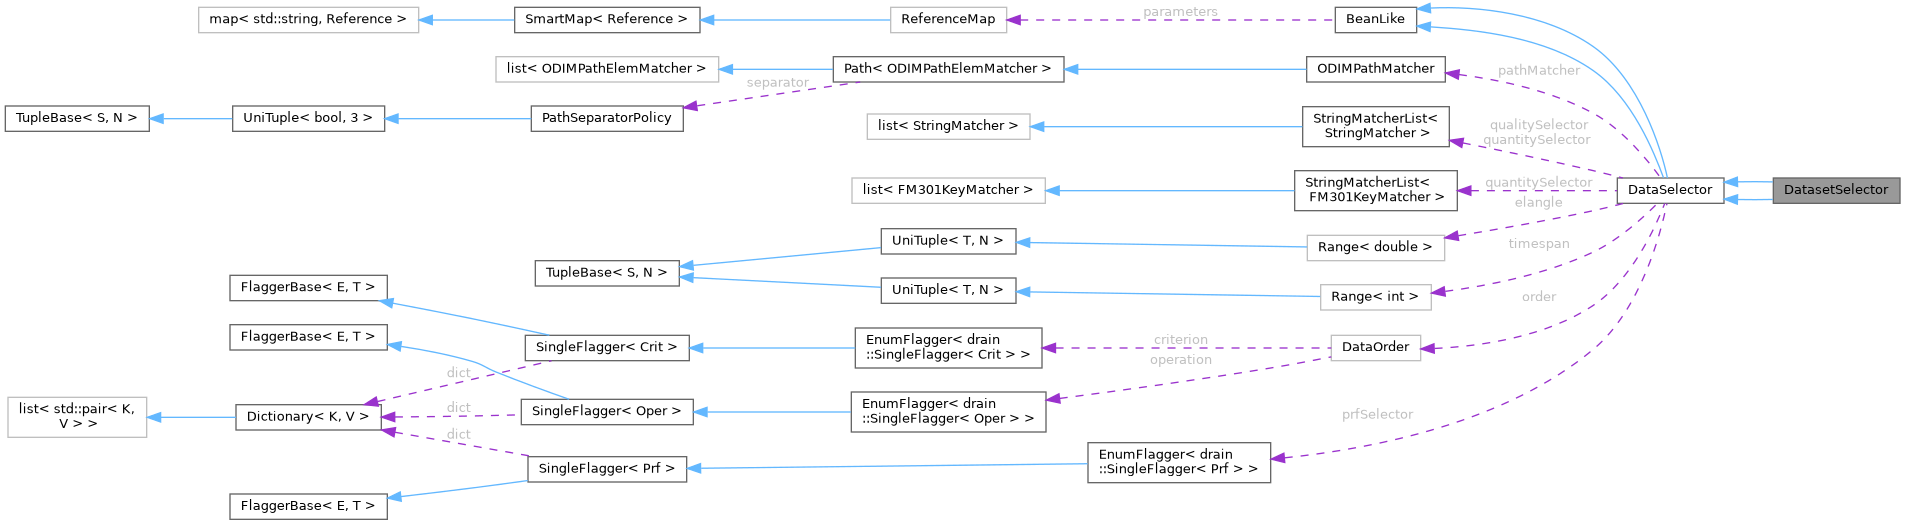 map< std::string, Reference >
SmartMap< Reference >
ReferenceMap
parameters
BeanLike
list< ODIMPathElemMatcher >
Path< ODIMPathElemMatcher >
ODIMPathMatcher
pathMatcher
separator
TupleBase< S, N >
UniTuple< bool, 3 >
PathSeparatorPolicy
list< StringMatcher >
StringMatcherList<
StringMatcher >
qualitySelector
quantitySelector
list< FM301KeyMatcher >
StringMatcherList<
FM301KeyMatcher >
quantitySelector
DataSelector
DatasetSelector
elangle
UniTuple< T, N >
Range< double >
timespan
TupleBase< S, N >
UniTuple< T, N >
Range< int >
order
FlaggerBase< E, T >
FlaggerBase< E, T >
SingleFlagger< Crit >
EnumFlagger< drain
::SingleFlagger< Crit > >
criterion
operation
DataOrder
dict
list< std::pair< K,
V > >
Dictionary< K, V >
dict
dict
SingleFlagger< Oper >
EnumFlagger< drain
::SingleFlagger< Oper > >
prfSelector
SingleFlagger< Prf >
EnumFlagger< drain
::SingleFlagger< Prf > >
FlaggerBase< E, T >